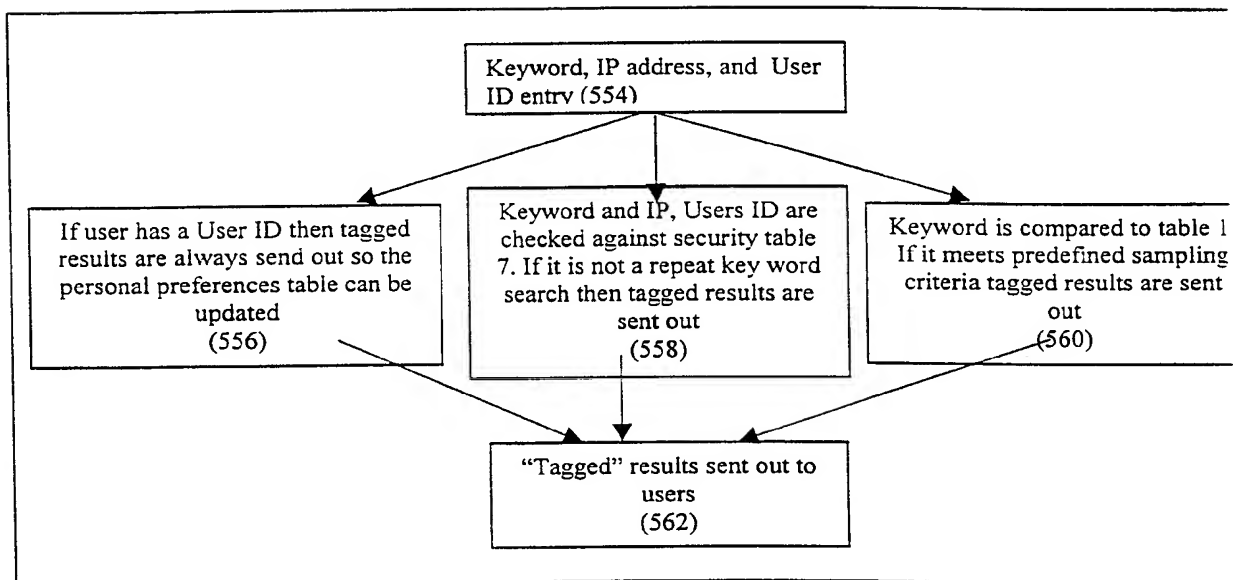 Keyword, IP address, and User
ID entry (554)
If user has a User ID then tagged
results are always send out so the
personal preferences table can be
updated
(556)
Keyword and IP, Users ID are
checked against security table
7. If it is not a repeat key word
search then tagged results are
sent out
(558)
Keyword is compared to table 1
If it meets predefined sampling
criteria tagged results are sent
out
(560)
“Tagged” results sent out to
users
(562)